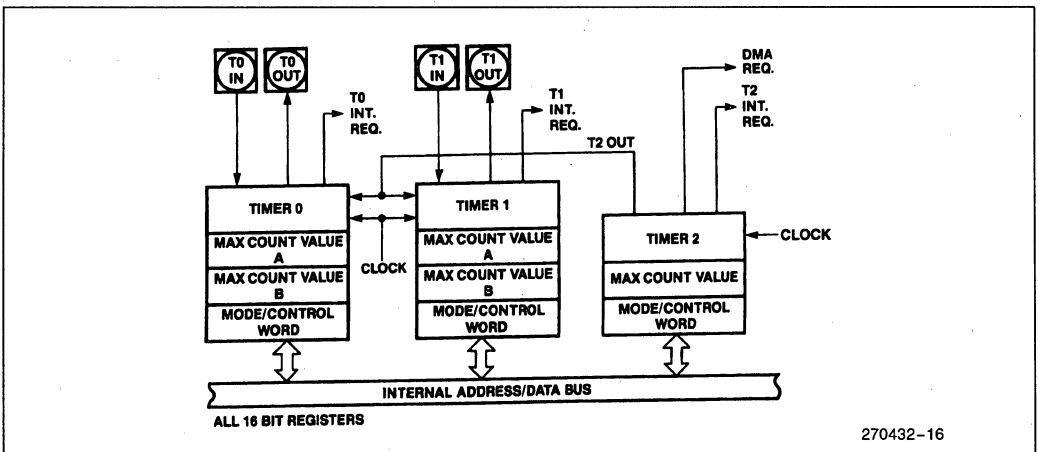 T0
IN
T0
OUT
T0
INT.
REQ.
T1
IN
T1
OUT
T1
INT.
REQ.
DMA
REQ.
T2
INT.
REQ.
T2 OUT
TIMER 0
MAX COUNT VALUE
A
MAX COUNT VALUE
B
MODE/CONTROL
WORD
CLOCK
TIMER 1
MAX COUNT VALUE
A
MAX COUNT VALUE
B
MODE/CONTROL
WORD
TIMER 2
MAX COUNT VALUE
MODE/CONTROL
WORD
CLOCK
INTERNAL ADDRESS/DATA BUS
ALL 16 BIT REGISTERS
270432-16